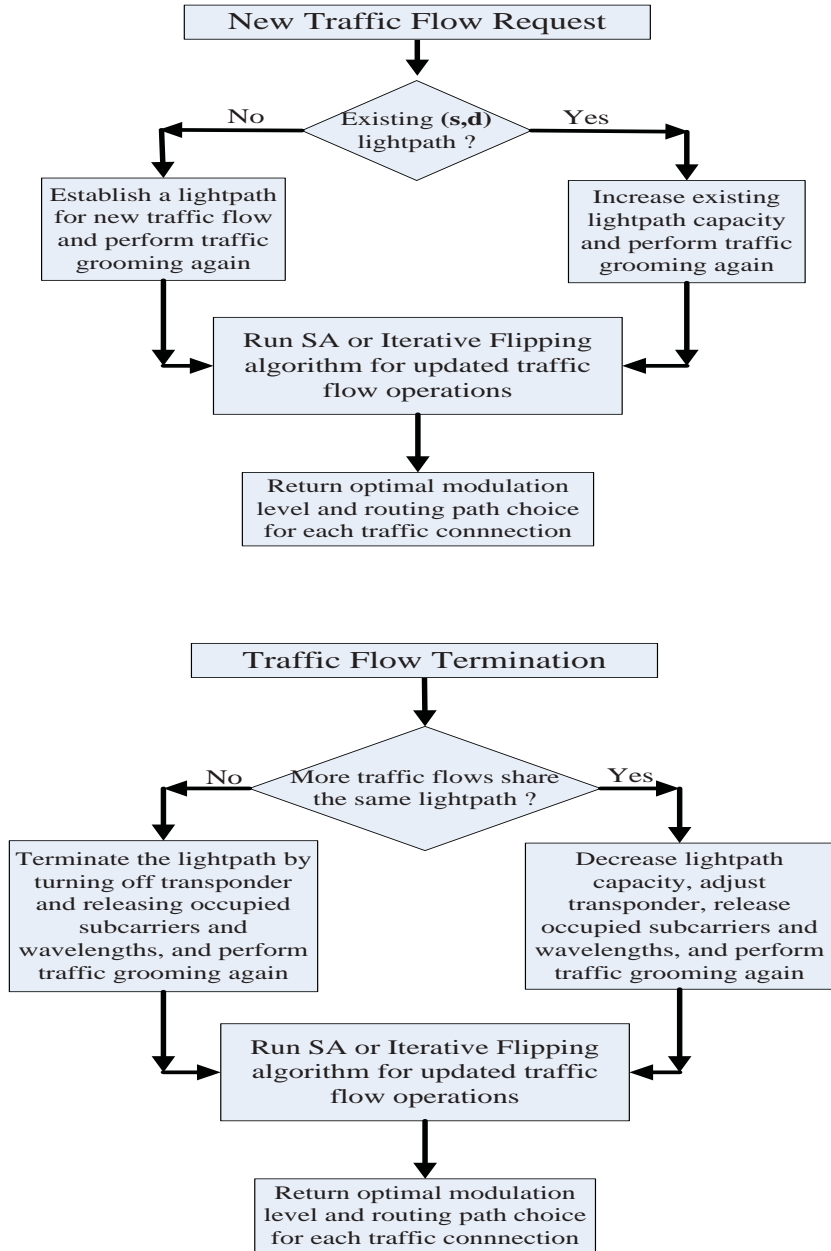 New Traffic Flow Request
Existing (s,d)
lightpath ?
No
Yes
Establish a lightpath
for new traffic flow
and perform traffic
grooming again
Increase existing
lightpath capacity
and perform traffic
grooming again
Run SA or Iterative Flipping
algorithm for updated traffic
flow operations
Return optimal modulation
level and routing path choice
for each traffic connnection
Traffic Flow Termination
More traffic flows share
the same lightpath ?
No
Yes
Terminate the lightpath by
turning off transponder
and releasing occupied
subcarriers and
wavelengths, and perform
traffic grooming again
Decrease lightpath
capacity, adjust
transponder, release
occupied subcarriers and
wavelengths, and perform
traffic grooming again
Run SA or Iterative Flipping
algorithm for updated traffic
flow operations
Return optimal modulation
level and routing path choice
for each traffic connnection